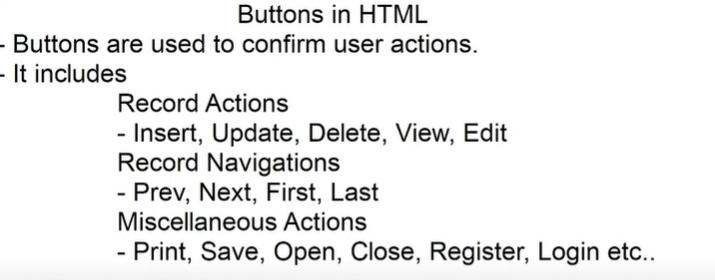 Buttons in HTML
- Buttons are used to confirm user actions.
- It includes
Record Actions
- Insert, Update, Delete, View, Edit
Record Navigations
- Prev, Next, First, Last
Miscellaneous Actions
- Print, Save, Open, Close, Register, Login etc..